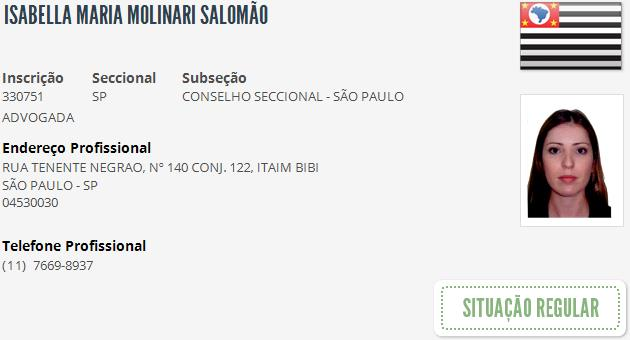 ISABELLA MARIA MOLINARI SALOMÃO
Inscrição Seccional Subseção
330751 SP CONSELHO SECCIONAL - SÃO PAULO
ADVOGADA
Endereço Profissional
RUA TENENTE NEGRAO, Nº 140 CONJ. 122, ITAIM BIBI
SÃO PAULO - SP
04530030
Telefone Profissional
(11) 7669-8937
SITUAÇÃO REGULAR